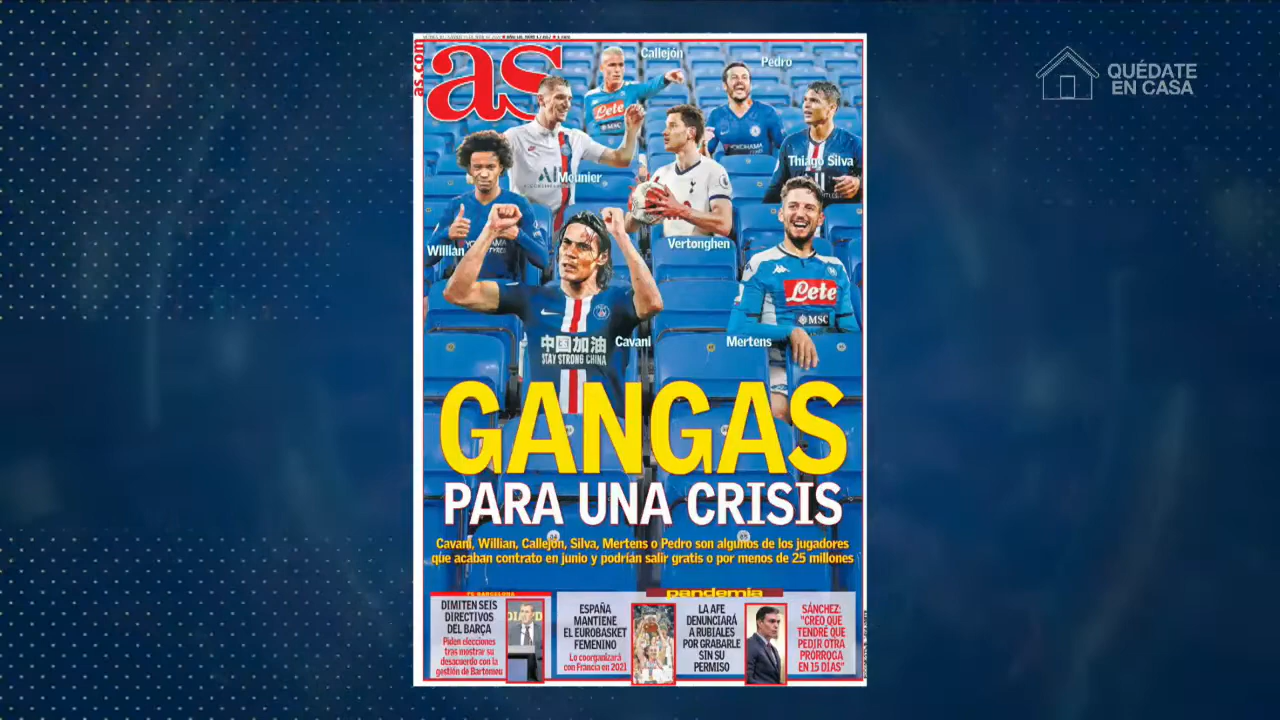 QUÉDATE
EN CASA
as.com
as
Callejón
Pedro
Lete
MSC
YOKOHAMA
Thiago Silva
Meunier
Willian
Vertonghen
Lete
MSC
中国加油
STAY STRONG CHINA
Cavani
Mertens
GANGAS
PARA UNA CRISIS
Cavani, Willian, Callejón, Silva, Mertens o Pedro son algunos de los jugadores
que acaban contrato en junio y podrían salir gratis o por menos de 25 millones
FC BARCELONA
DIMITEN SEIS
DIRECTIVOS
DEL BARÇA
Piden elecciones
tras mostrar su
desacuerdo con la
gestión de Bartomeu
pandemia
ESPAÑA
MANTIENE
EL EUROBASKET
FEMENINO
Lo coorganizará
con Francia en 2021
LA AFE
DENUNCIARÁ
A RUBIALES
POR GRABARLE
SIN SU
PERMISO
SÁNCHEZ:
"CREO QUE
TENDRÉ QUE
PEDIR OTRA
PRÓRROGA
EN 15 DÍAS"